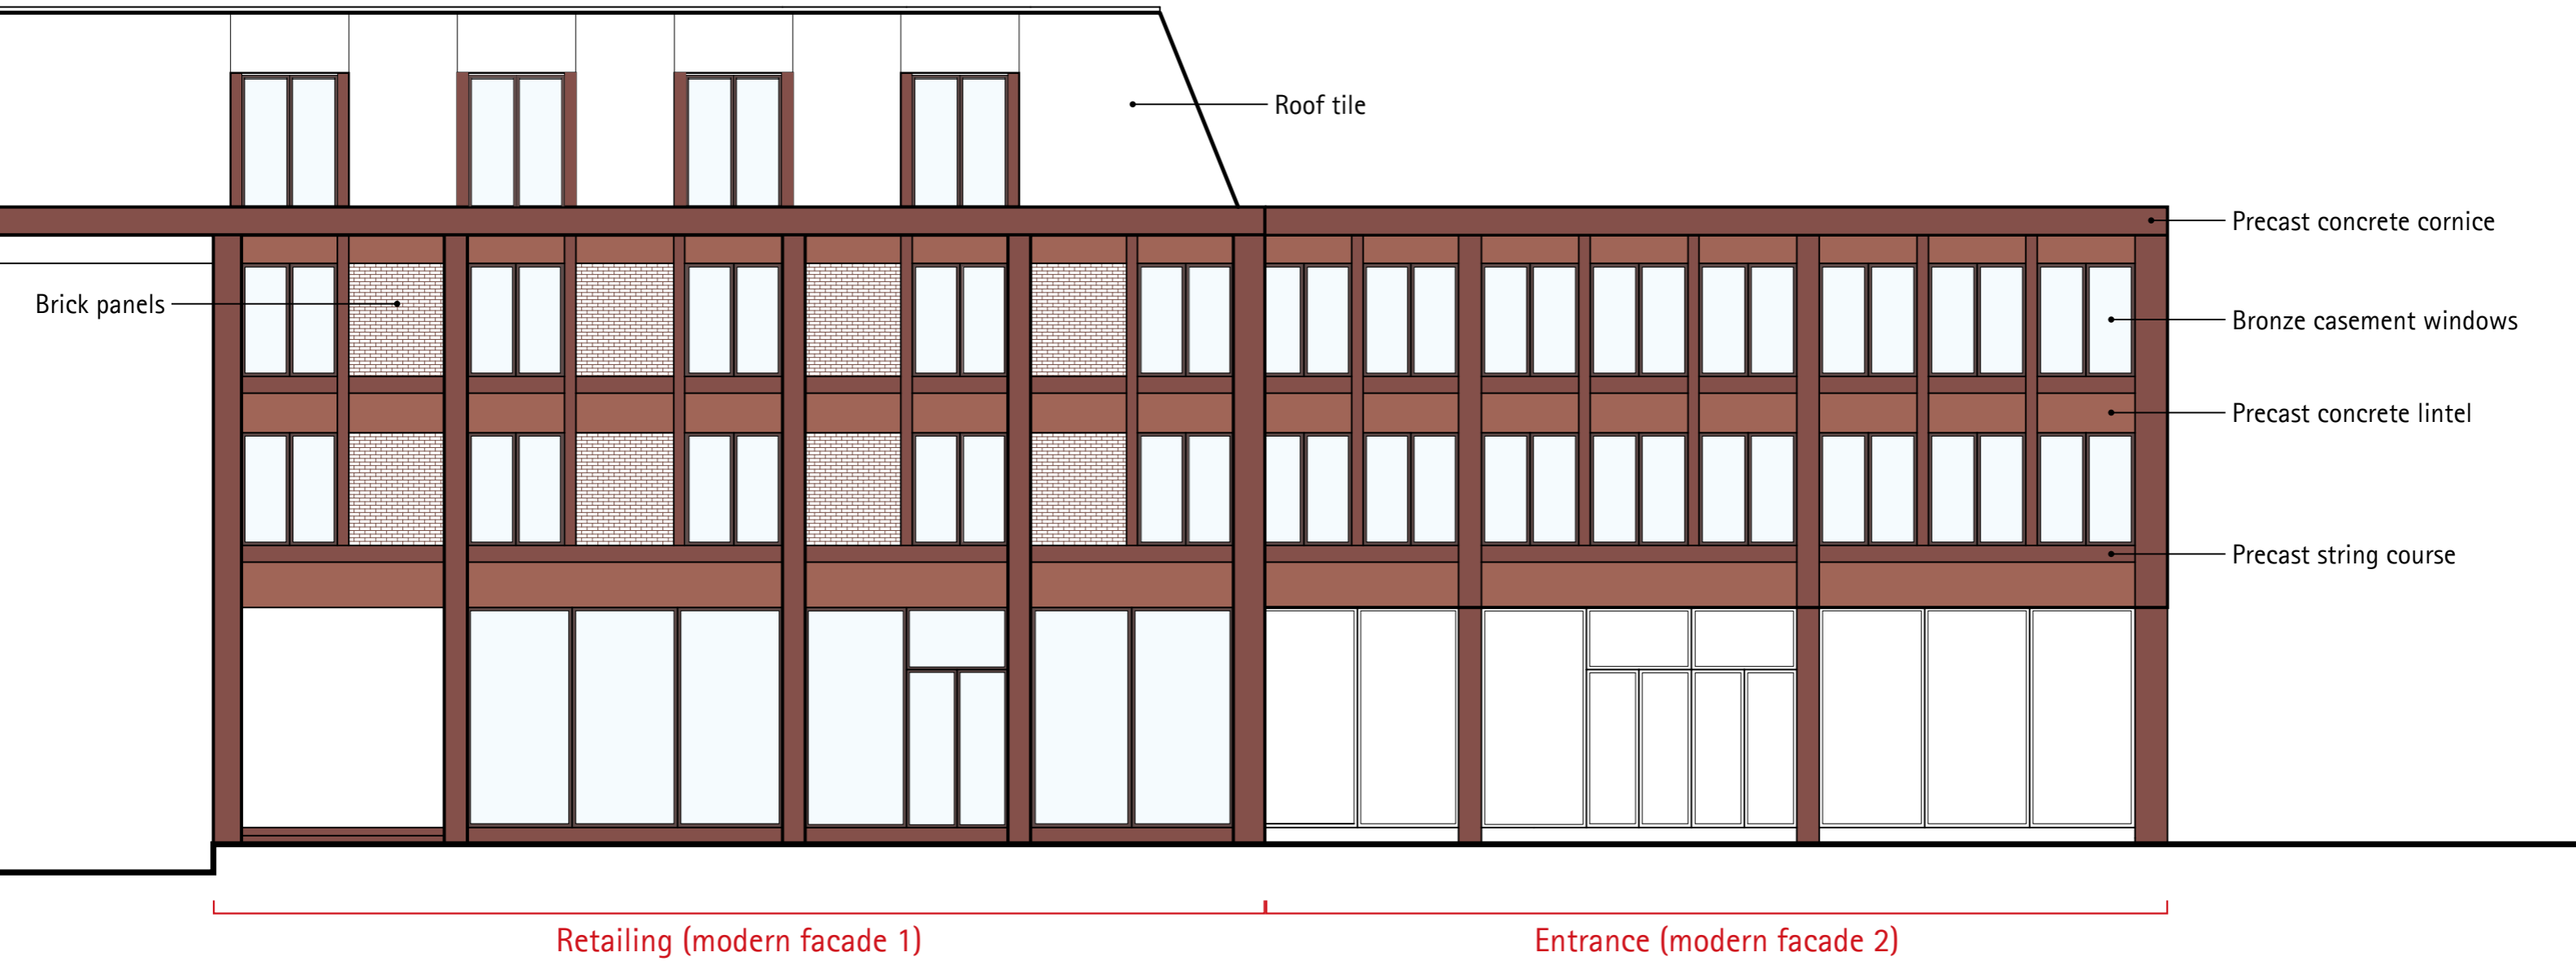 Roof tile
Precast concrete cornice
Brick panels
Bronze casement windows
Precast concrete lintel
Precast string course
Retailing (modern facade 1)
Entrance (modern facade 2)